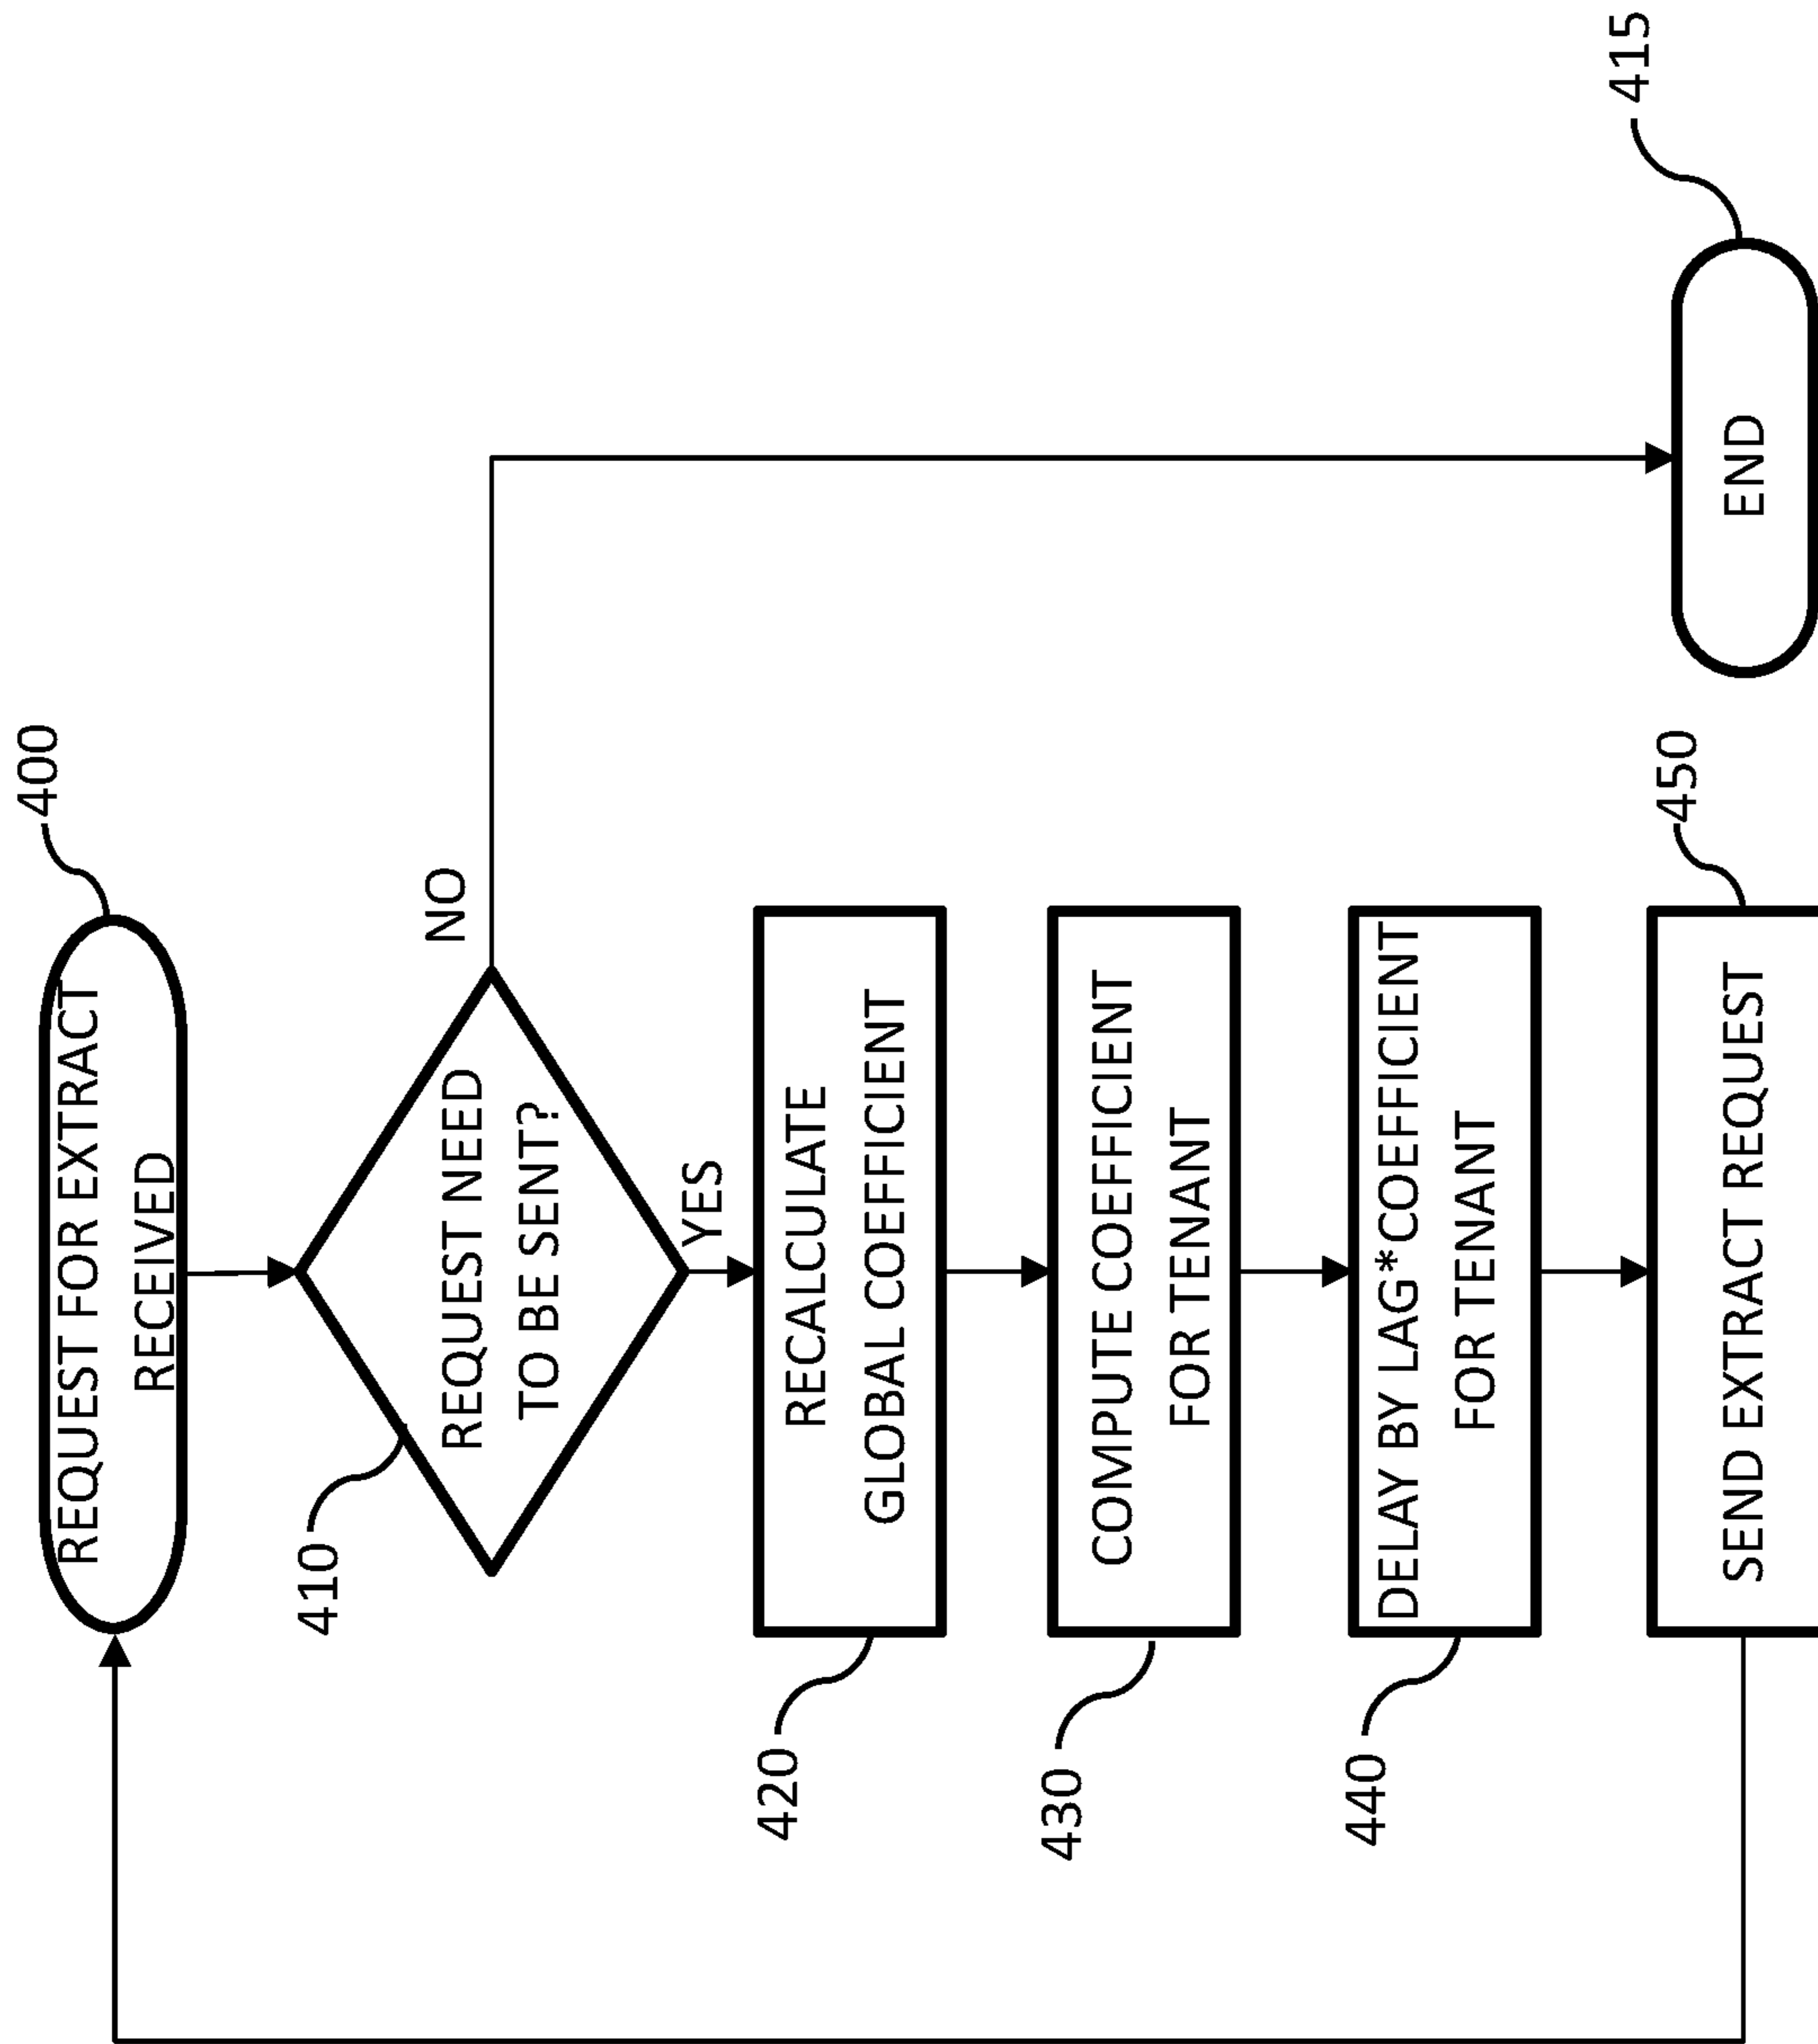 400
REQUEST FOR EXTRACT
RECEIVED
410
REQUEST NEED
TO BE SENT?
NO
YES
420
RECALCULATE
GLOBAL COEFFICIENT
430
COMPUTE COEFFICIENT
FOR TENANT
440
DELAY BY LAG*COEFFICIENT
FOR TENANT
450
SEND EXTRACT REQUEST
415
END